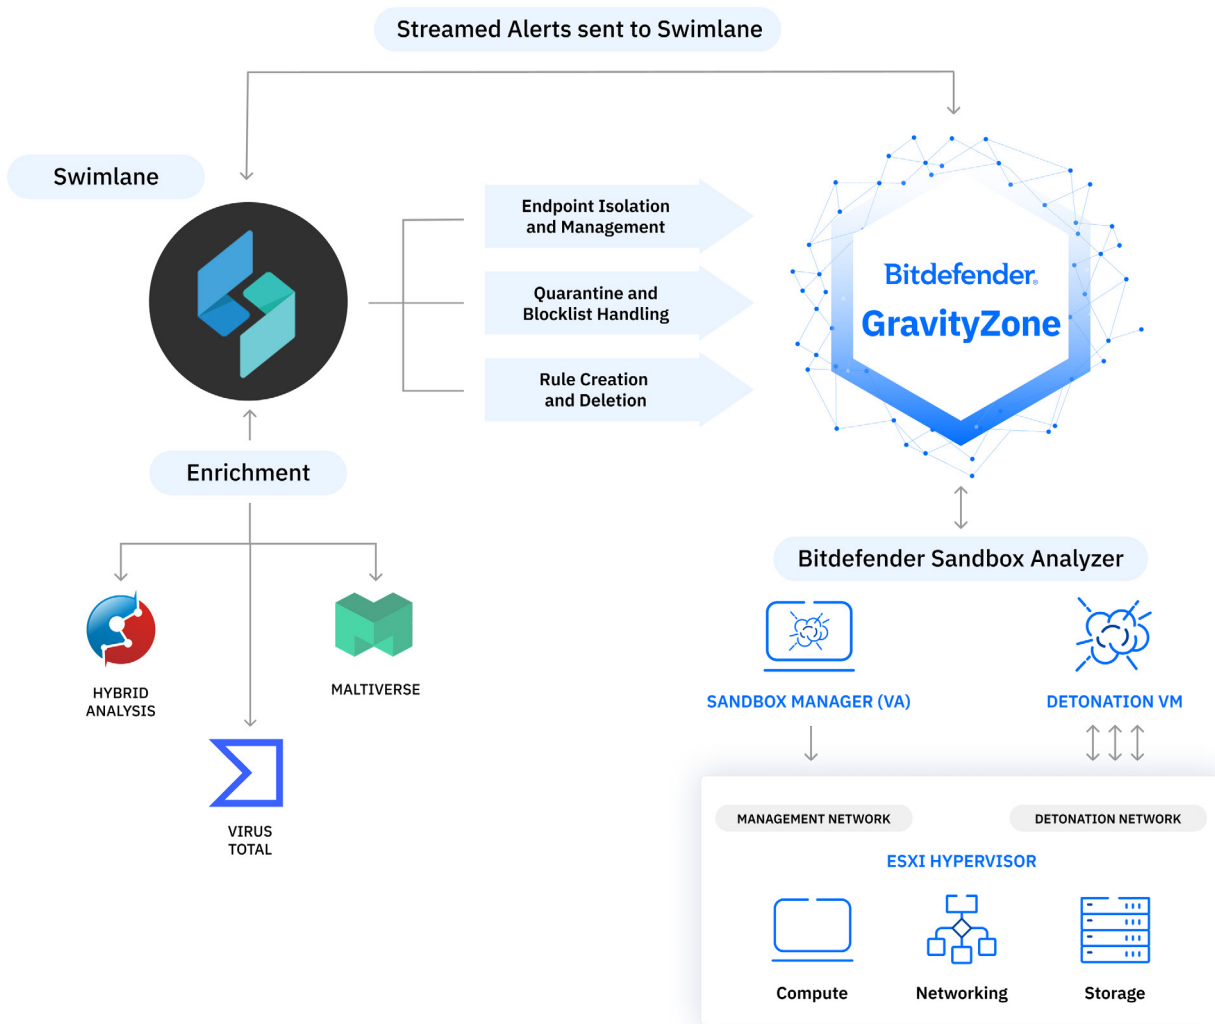 Streamed Alerts sent to Swimlane
Swimlane
Endpoint Isolation
and Management
Quarantine and
Blocklist Handling
Rule Creation
and Deletion
Bitdefender®
GravityZone
Enrichment
HYBRID
ANALYSIS
MALTIVERSE
VIRUS
TOTAL
Bitdefender Sandbox Analyzer
SANDBOX MANAGER (VA)
DETONATION VM
MANAGEMENT NETWORK
DETONATION NETWORK
ESXI HYPERVISOR
Compute
Networking
Storage